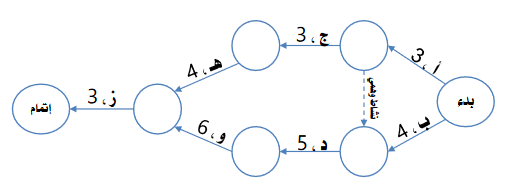 بدء
أ، 3
ب، 4
نشاط وهمي
ج، 3
د، 5
هـ، 4
و، 6
ز، 3
إتمام